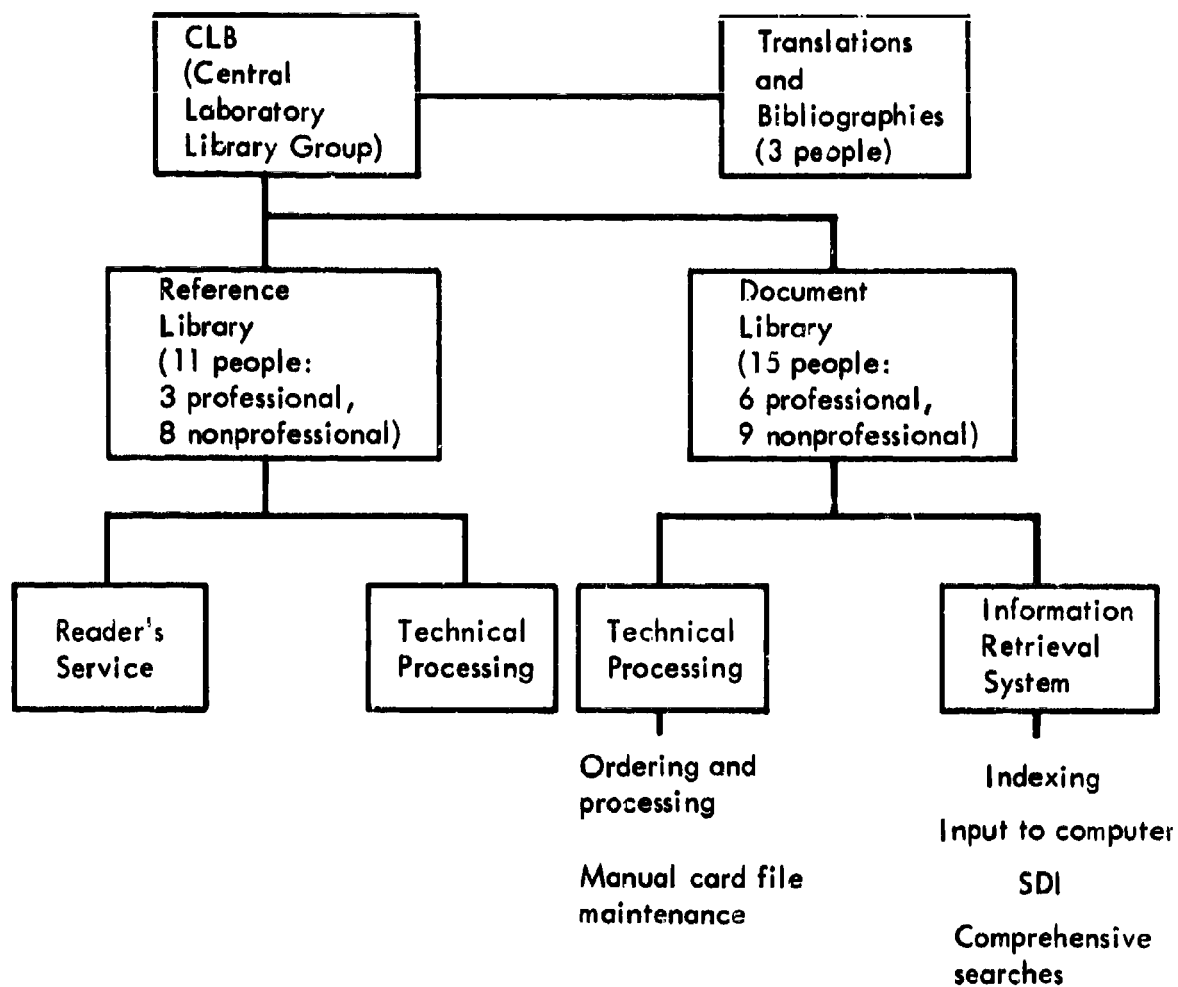 CLB
(Central
Laboratory
Library Group)
Translations
and
Bibliographies
(3 people)
Reference
Library
(11 people:
3 professional,
8 nonprofessional)
Document
Library
(15 people:
6 professional,
9 nonprofessional)
Reader's
Service
Technical
Processing
Technical
Processing
Information
Retrieval
System
Ordering and
processing
Manual card file
maintenance
Indexing
Input to computer
SDI
Comprehensive
searches